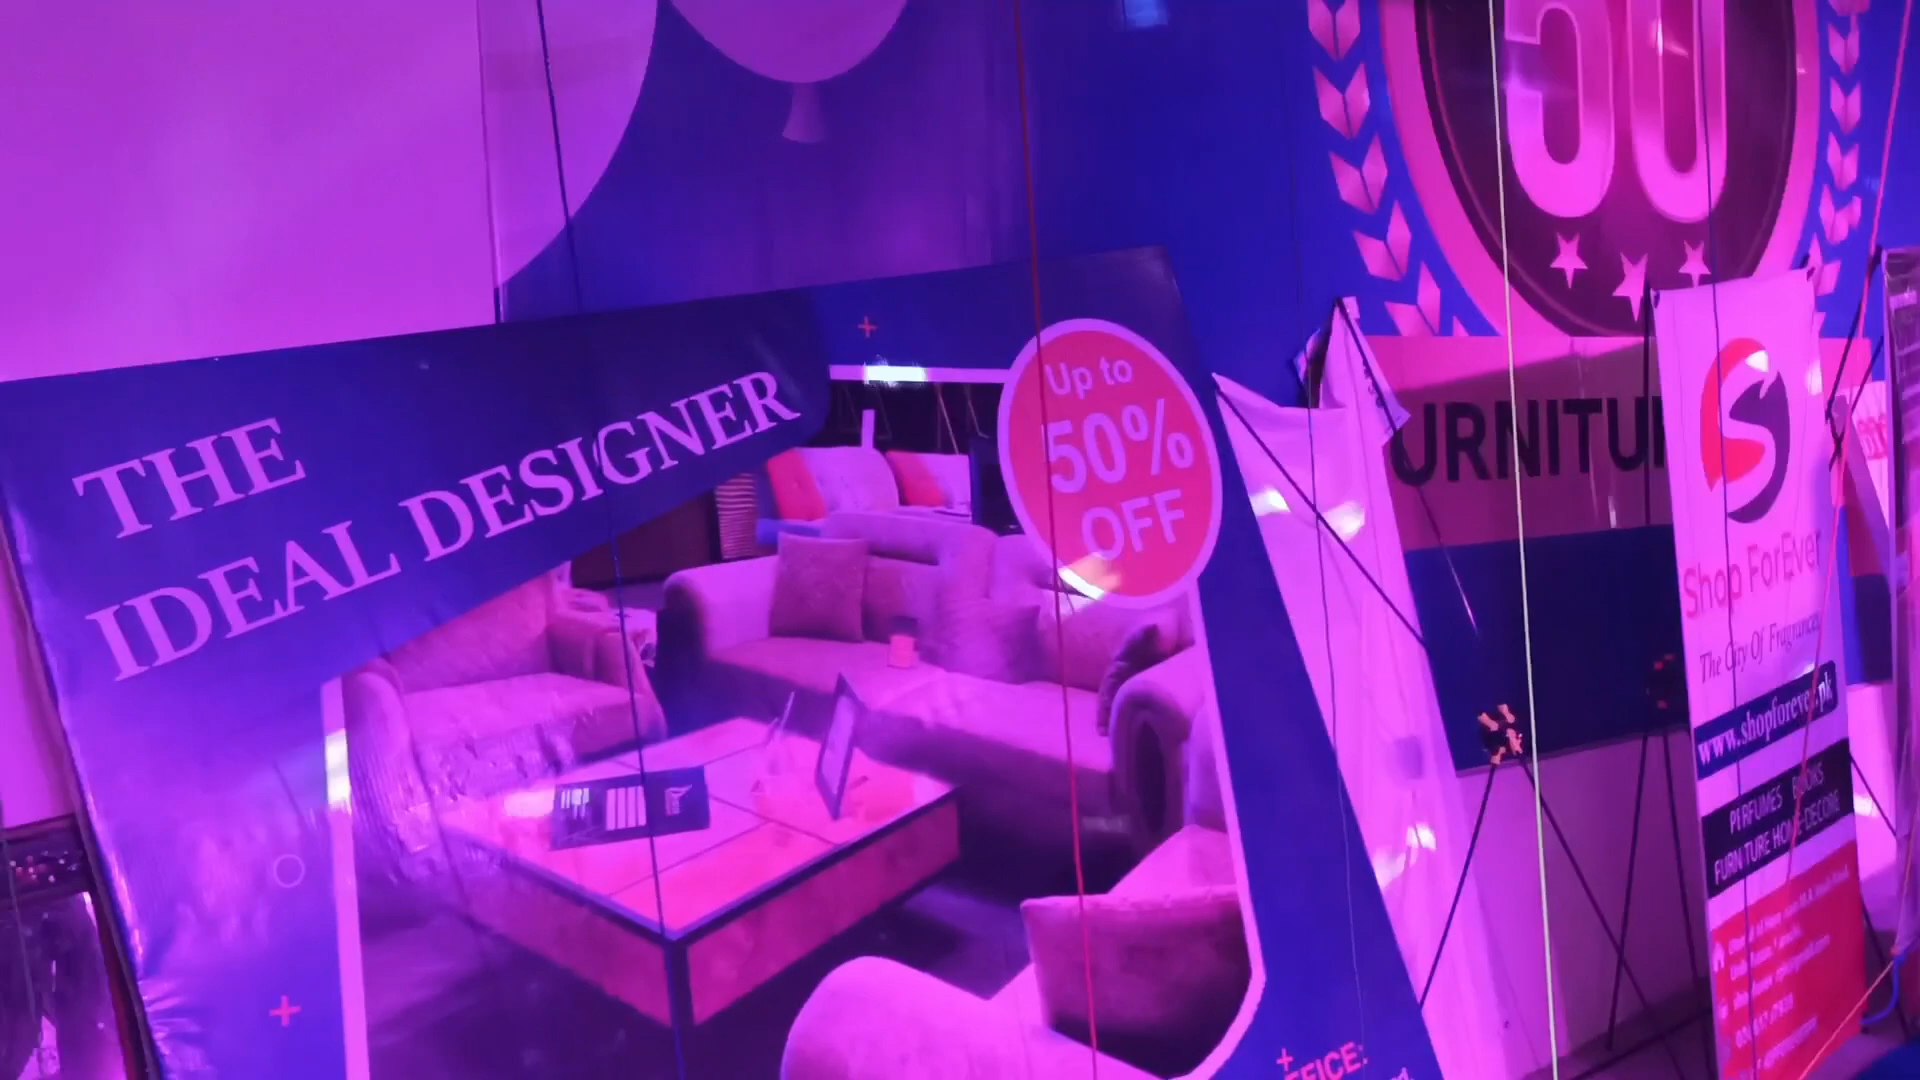 THE
IDEAL DESIGNER
Up to
50%
OFF
50
URNITU
S
Shop ForEver
The City Of Fragrances
www.shopforever.pk
PERFUMES BOOKS
FURNITURE HOME-DECORE